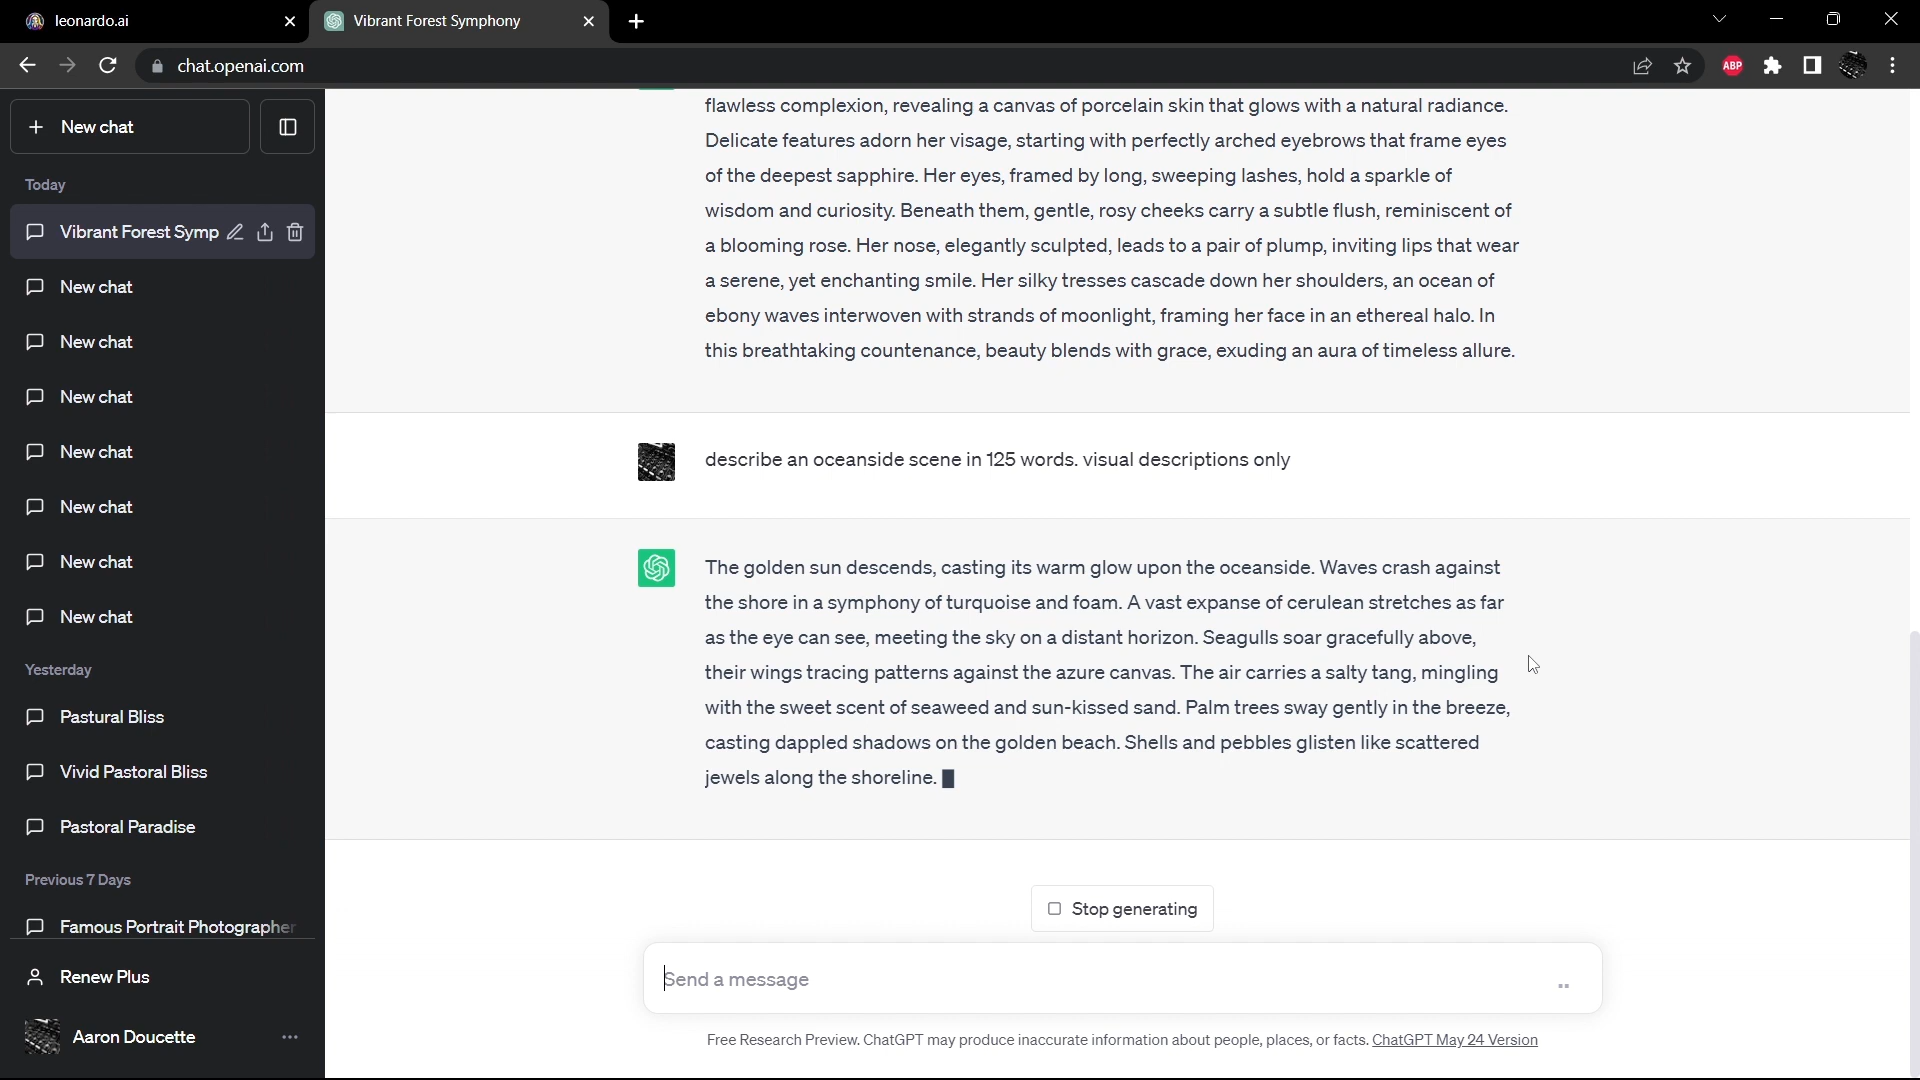 leonardo.ai
Vibrant Forest Symphony
chat.openai.com
ABP
New chat
Today
Vibrant Forest Symp
New chat
New chat
New chat
New chat
New chat
New chat
New chat
Yesterday
Pastural Bliss
Vivid Pastoral Bliss
Pastoral Paradise
Previous 7 Days
Famous Portrait Photographer
Renew Plus
Aaron Doucette
flawless complexion, revealing a canvas of porcelain skin that glows with a natural radiance.
Delicate features adorn her visage, starting with perfectly arched eyebrows that frame eyes
of the deepest sapphire. Her eyes, framed by long, sweeping lashes, hold a sparkle of
wisdom and curiosity. Beneath them, gentle, rosy cheeks carry a subtle flush, reminiscent of
a blooming rose. Her nose, elegantly sculpted, leads to a pair of plump, inviting lips that wear
a serene, yet enchanting smile. Her silky tresses cascade down her shoulders, an ocean of
ebony waves interwoven with strands of moonlight, framing her face in an ethereal halo. In
this breathtaking countenance, beauty blends with grace, exuding an aura of timeless allure.
describe an oceanside scene in 125 words. visual descriptions only
The golden sun descends, casting its warm glow upon the oceanside. Waves crash against
the shore in a symphony of turquoise and foam. A vast expanse of cerulean stretches as far
as the eye can see, meeting the sky on a distant horizon. Seagulls soar gracefully above,
their wings tracing patterns against the azure canvas. The air carries a salty tang, mingling
with the sweet scent of seaweed and sun-kissed sand. Palm trees sway gently in the breeze,
casting dappled shadows on the golden beach. Shells and pebbles glisten like scattered
jewels along the shoreline.
Stop generating
Send a message
Free Research Preview. ChatGPT may produce inaccurate information about people, places, or facts. ChatGPT May 24 Version